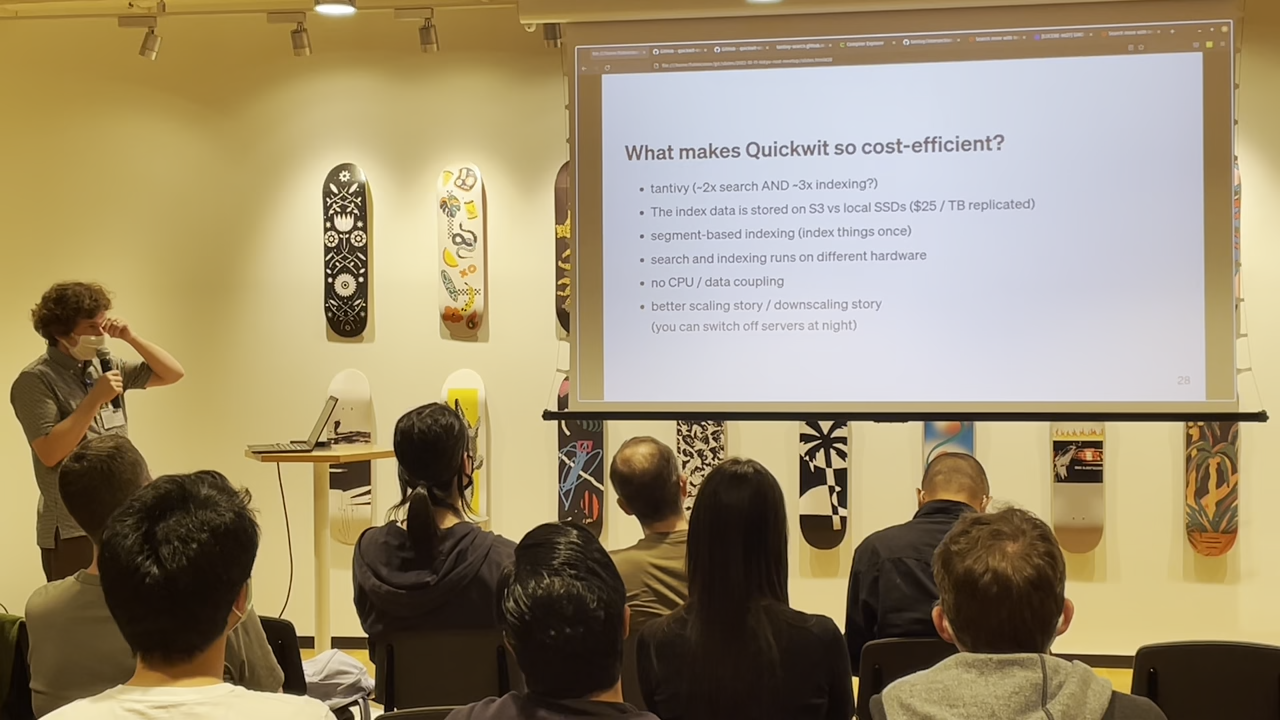 What makes Quickwit so cost-efficient?
• tantivy (~2x search AND ~3x indexing?)
• The index data is stored on S3 vs local SSDs ($25 / TB replicated)
• segment-based indexing (index things once)
• search and indexing runs on different hardware
• no CPU / data coupling
• better scaling story / downscaling story
(you can switch off servers at night)
28